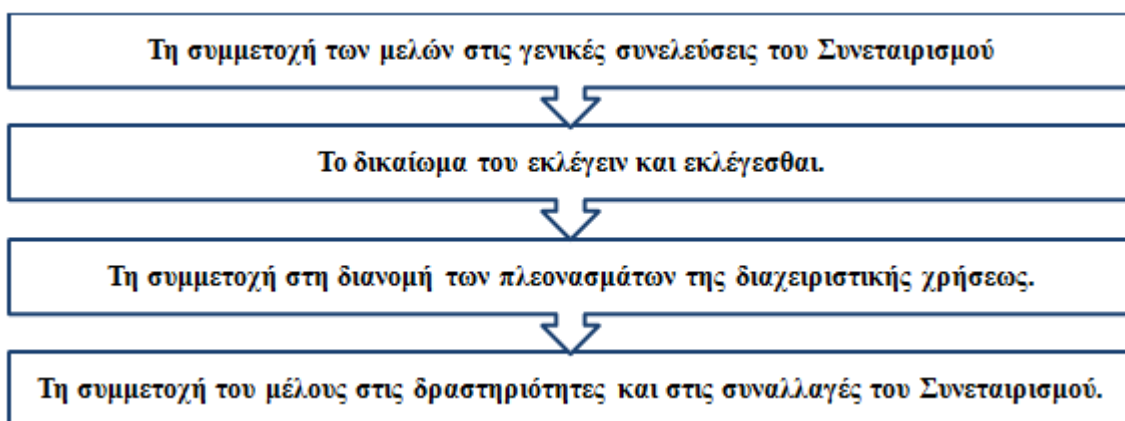 Τη συμμετοχή των μελών στις γενικές συνελεύσεις του Συνεταιρισμού
Το δικαίωμα του εκλέγειν και εκλέγεσθαι.
Τη συμμετοχή στη διανομή των πλεονασμάτων της διαχειριστικής χρήσεως.
Τη συμμετοχή του μέλους στις δραστηριότητες και στις συναλλαγές του Συνεταιρισμού.